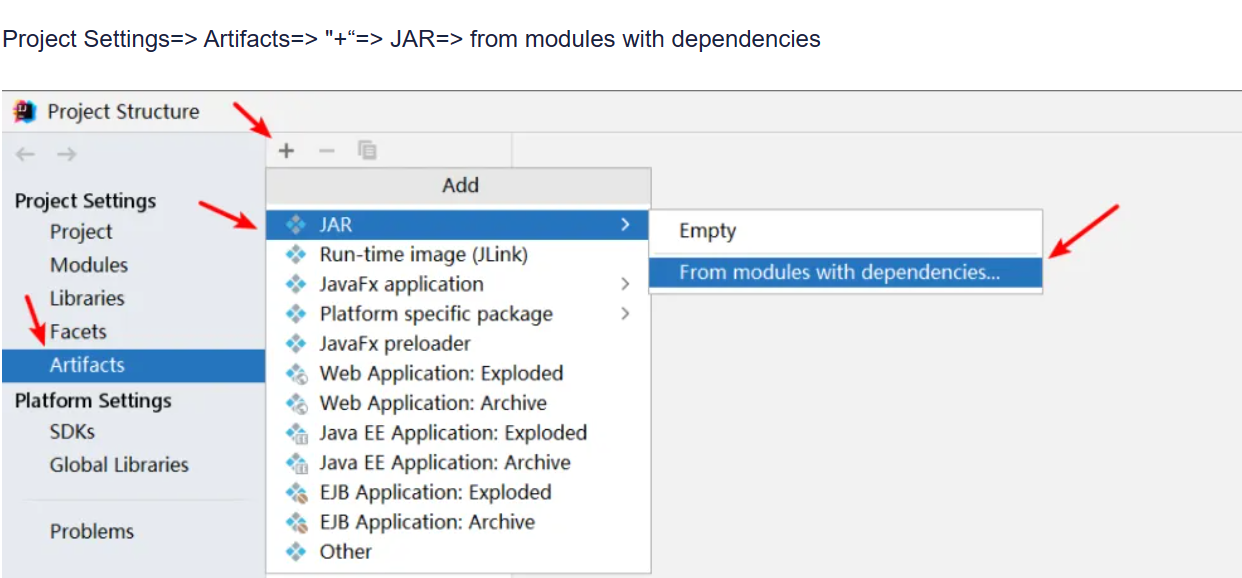 Project Settings=> Artifacts=> "+“=> JAR=> from modules with dependencies
Project Structure
Project Settings
Project
Modules
Libraries
Facets
Artifacts
Platform Settings
SDKs
Global Libraries
Problems
Add
JAR
Run-time image (JLink)
JavaFx application
Platform specific package
JavaFx preloader
Web Application: Exploded
Web Application: Archive
Java EE Application: Exploded
Java EE Application: Archive
EJB Application: Exploded
EJB Application: Archive
Other
Empty
From modules with dependencies...